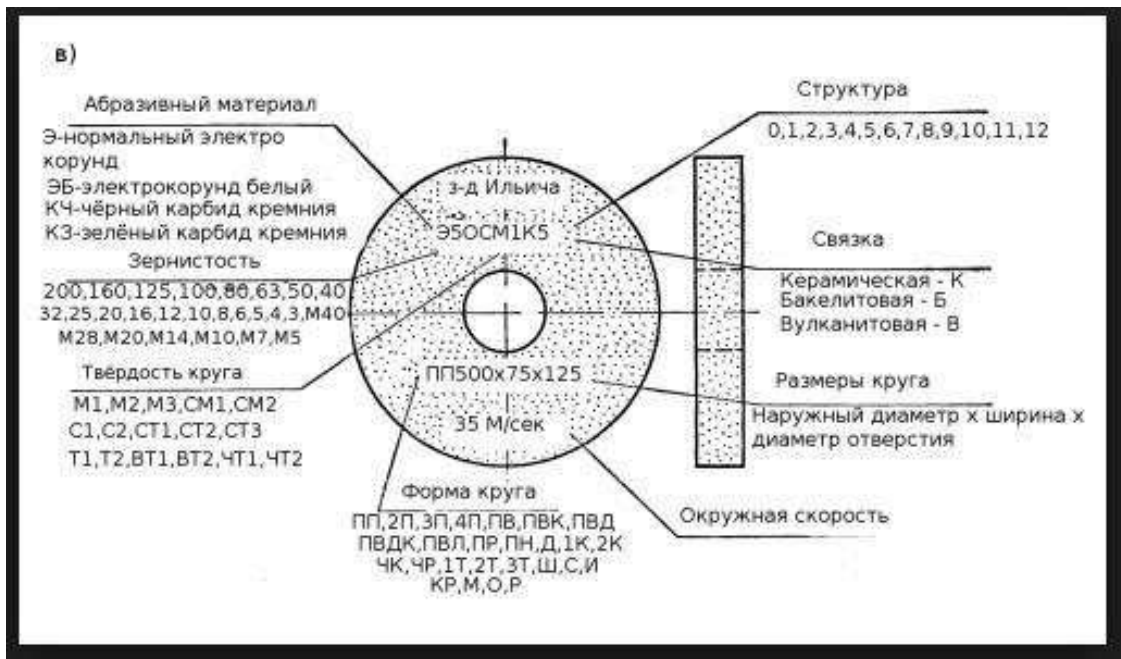 в)
Абразивный материал
Э-нормальный электро
корунд
ЭБ-электрокорунд белый
КЧ-чёрный карбид кремния
КЗ-зелёный карбид кремния
Зернистость
200,160,125,100,80,63,50,40
32,25,20,16,12,10,8,6,5,4,3,М40
М28,М20,М14,М10,М7,М5
Твёрдость круга
М1,М2,М3,СМ1,СМ2
С1,С2,СТ1,СТ2,СТ3
Т1,Т2,ВТ1,ВТ2,ЧТ1,ЧТ2
з-д Ильича
Э5ОСМ1К5
ПП500х75х125
35 М/сек
Форма круга
ПП,2П,3П,4П,ПВ,ПВК,ПВД
ПВДК,ПВЛ,ПР,ПН,Д,1К,2К
ЧК,ЧР,1Т,2Т,3Т,Ш,С,И
КР,М,О,Р
Структура
0,1,2,3,4,5,6,7,8,9,10,11,12
Связка
Керамическая - К
Бакелитовая - Б
Вулканитовая - В
Размеры круга
Наружный диаметр х ширина х
диаметр отверстия
Окружная скорость